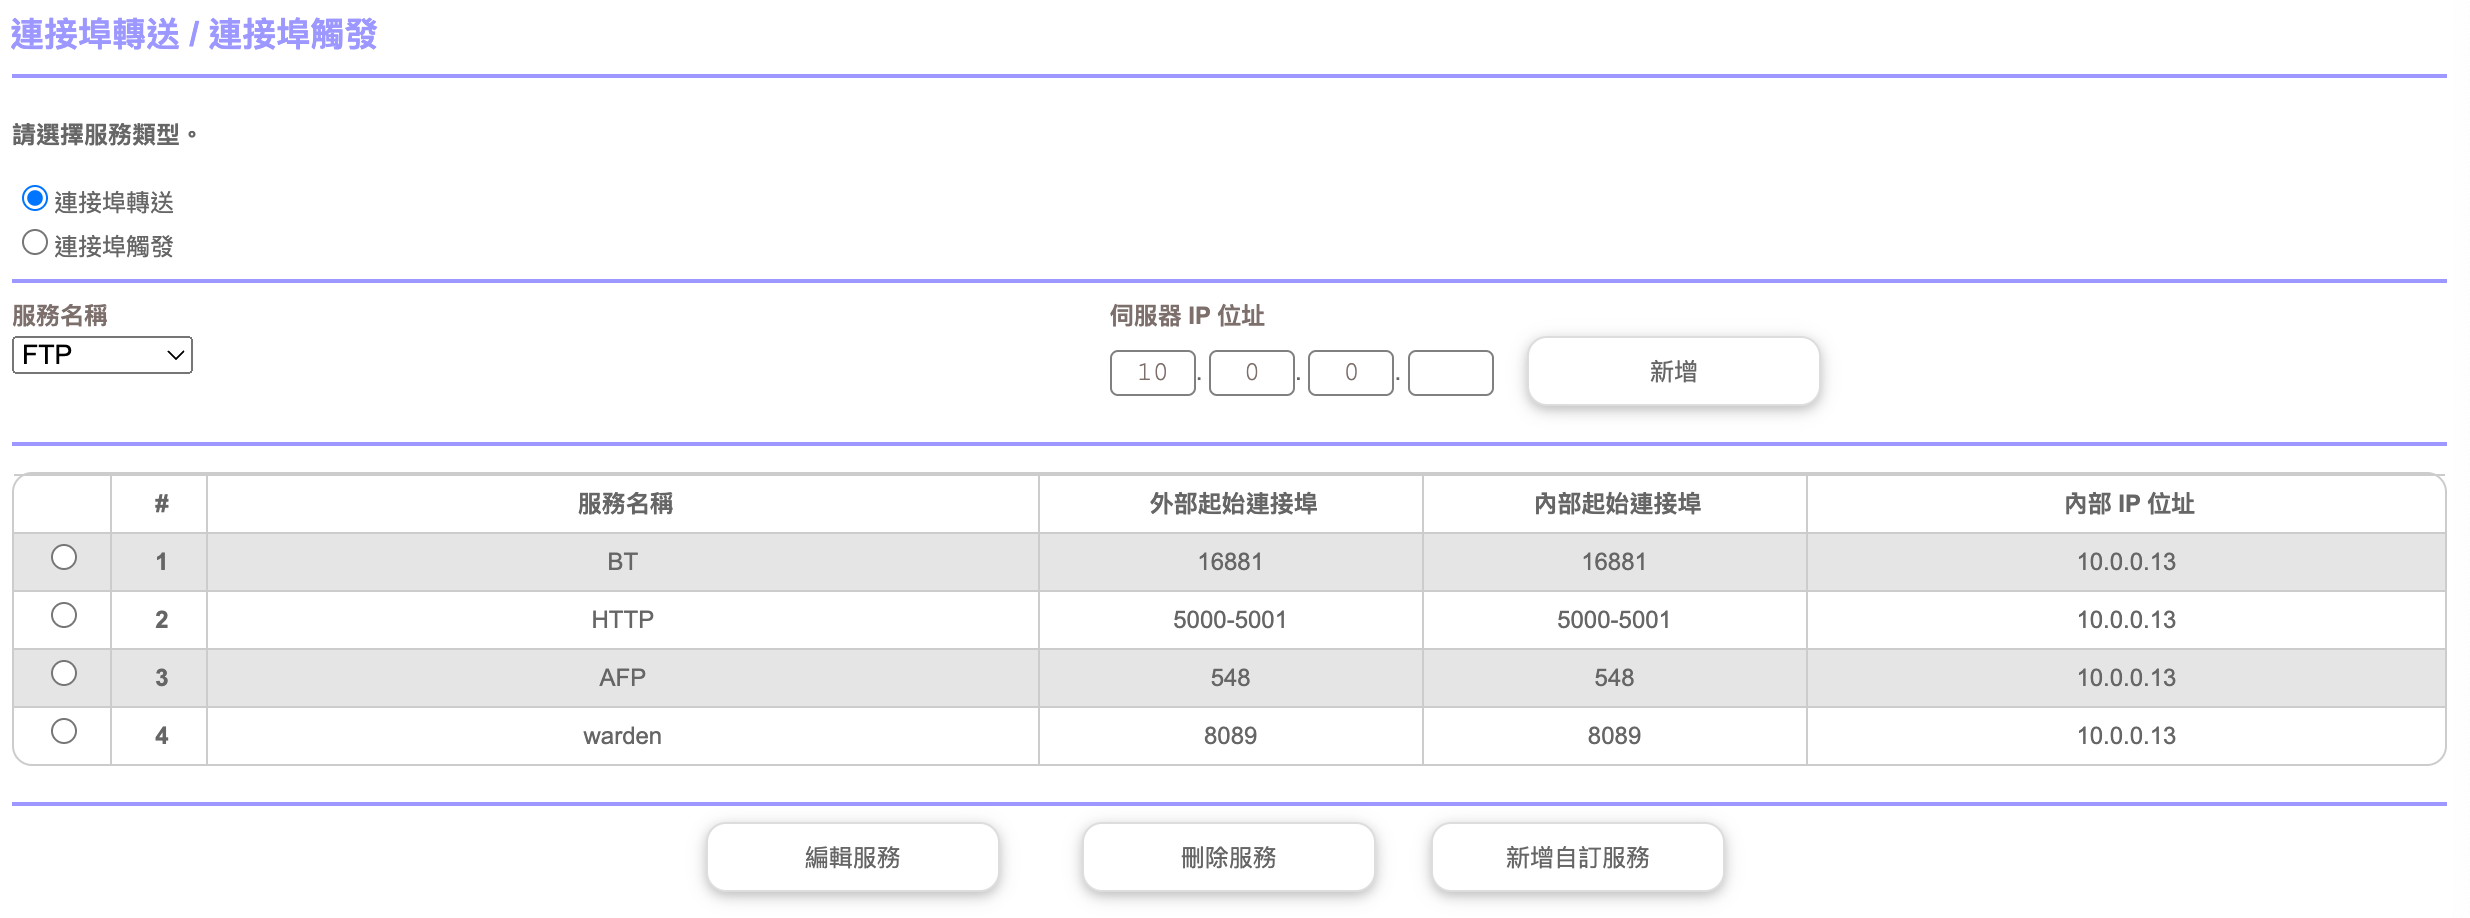 連接埠轉送 / 連接埠觸發
請選擇服務類型。
連接埠轉送
連接埠觸發
服務名稱 伺服器 IP 位址
FTP 10 . 0 . 0 . 新增
# 服務名稱 外部起始連接埠 內部起始連接埠 內部 IP 位址
1 BT 16881 16881 10.0.0.13
2 HTTP 5000-5001 5000-5001 10.0.0.13
3 AFP 548 548 10.0.0.13
4 warden 8089 8089 10.0.0.13
編輯服務 刪除服務 新增自訂服務